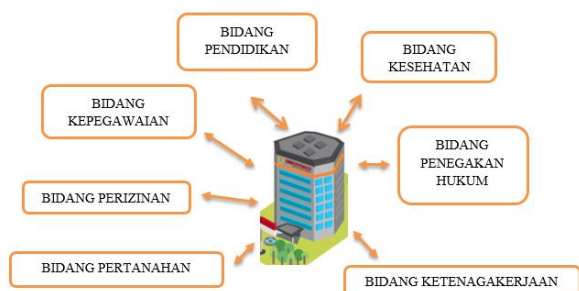 BIDANG
PENDIDIKAN
BIDANG
KESEHATAN
BIDANG
KEPEGAWAIAN
BIDANG
PENEGAKAN
HUKUM
BIDANG PERIZINAN
BIDANG PERTANAHAN
BIDANG KETENAGAKERJAAN